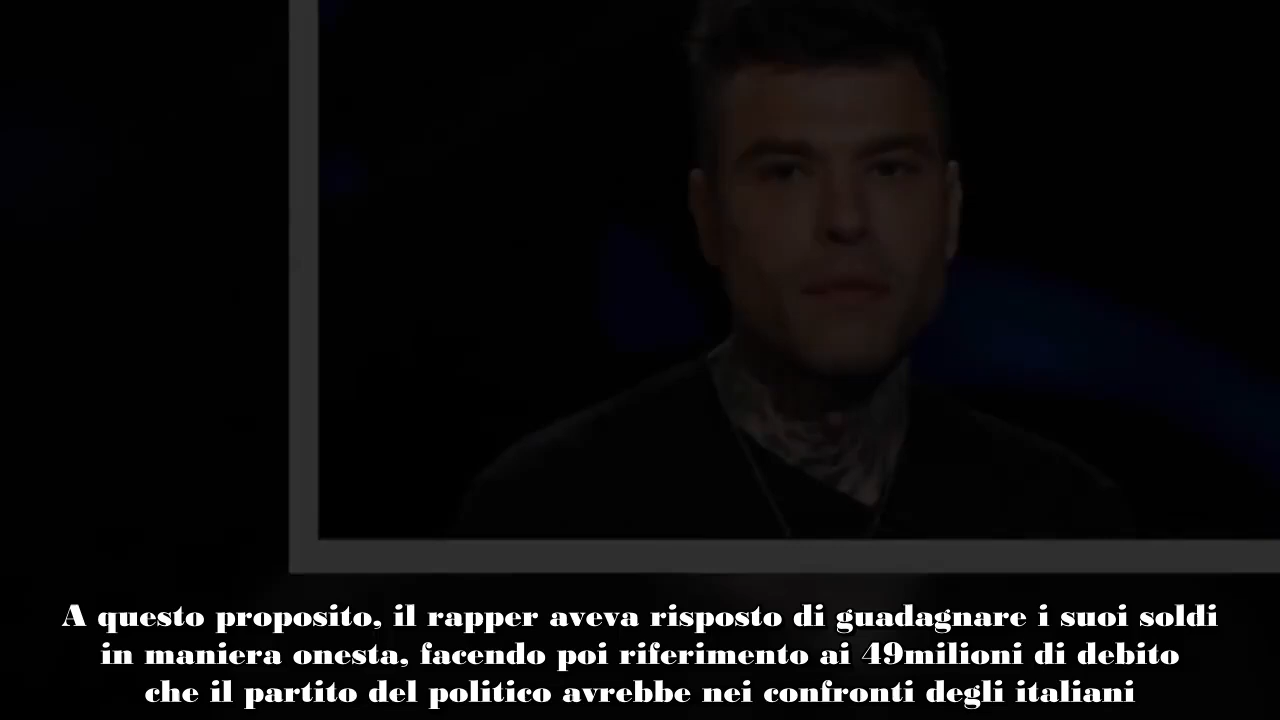 A questo proposito, il rapper aveva risposto di guadagnare i suoi soldi
in maniera onesta, facendo poi riferimento ai 49milioni di debito
che il partito del politico avrebbe nei confronti degli italiani